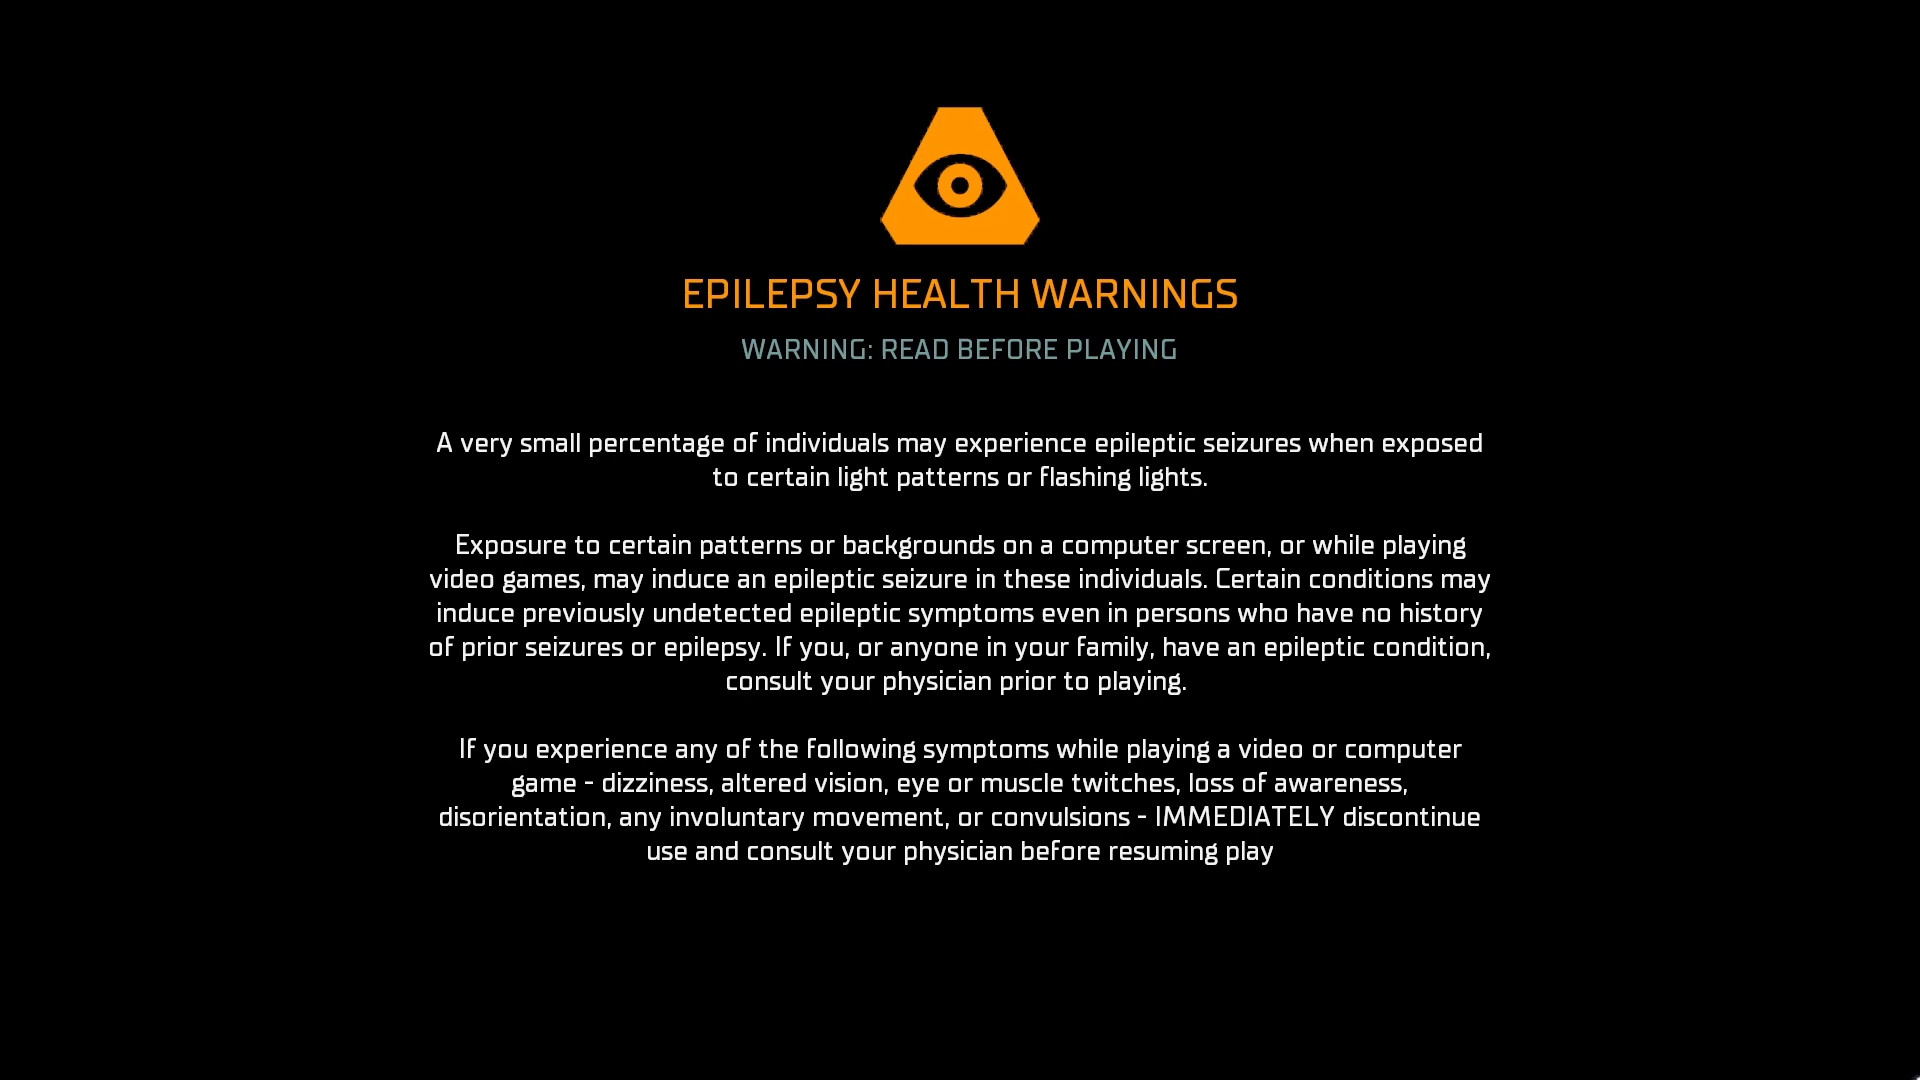 EPILEPSY HEALTH WARNINGS
WARNING: READ BEFORE PLAYING
A very small percentage of individuals may experience epileptic seizures when exposed
to certain light patterns or flashing lights.
Exposure to certain patterns or backgrounds on a computer screen, or while playing
video games, may induce an epileptic seizure in these individuals. Certain conditions may
induce previously undetected epileptic symptoms even in persons who have no history
of prior seizures or epilepsy. If you, or anyone in your family, have an epileptic condition,
consult your physician prior to playing.
If you experience any of the following symptoms while playing a video or computer
game - dizziness, altered vision, eye or muscle twitches, loss of awareness,
disorientation, any involuntary movement, or convulsions - IMMEDIATELY discontinue
use and consult your physician before resuming play